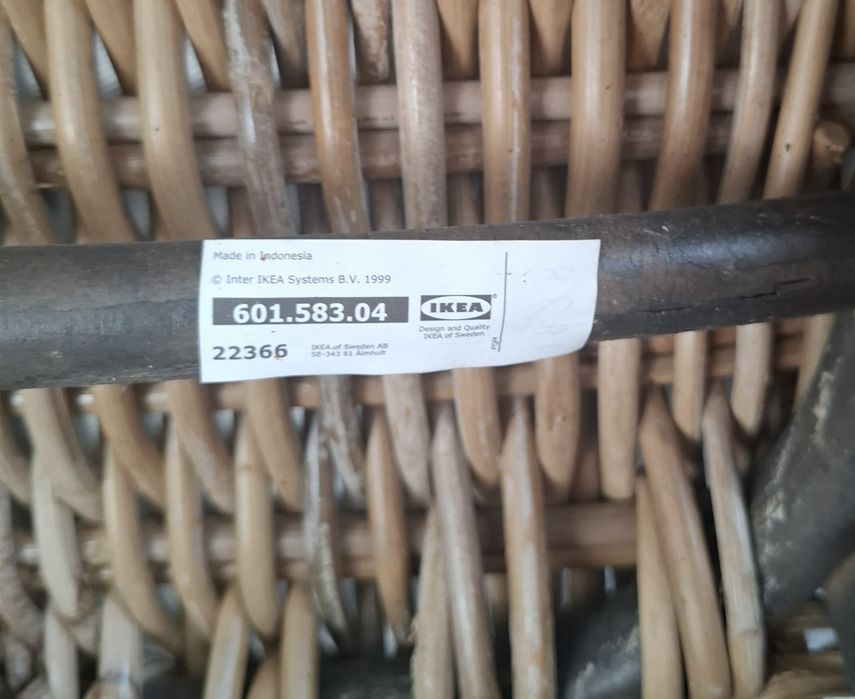 Made in Indonesia
© Inter IKEA Systems B.V. 1999
601.583.04
IKEA®
Design and Quality
IKEA of Sweden
22366
IKEA of Sweden AB
SE-343 81 Älmhult
PQM